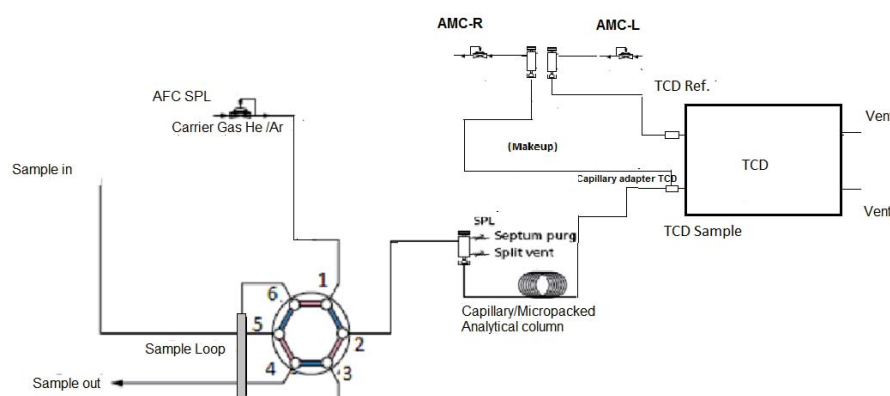 AMC-R
AMC-L
AFC SPL
Carrier Gas He /Ar
TCD Ref.
Vent
(Makeup)
TCD
Sample in
Capillary adapter TCD
Vent
TCD Sample
SPL
Septum purg
Split vent
1
6
5
2
Capillary/Micropacked
Analytical column
Sample Loop
4
3
Sample out